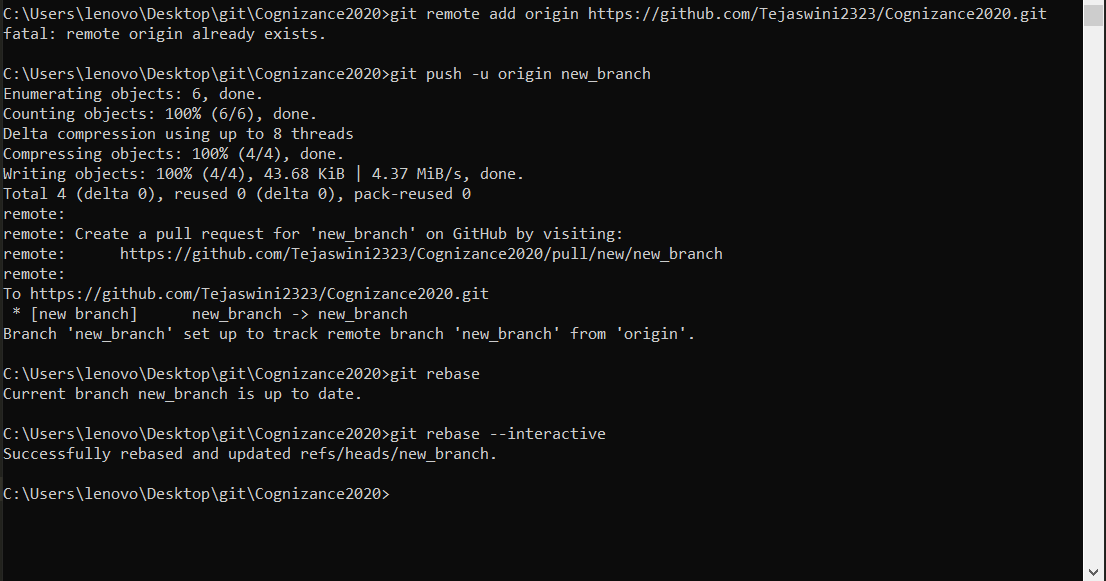 C:\Users\lenovo\Desktop\git\Cognizance2020>git remote add origin https://github.com/Tejaswini2323/Cognizance2020.git
fatal: remote origin already exists.
C:\Users\lenovo\Desktop\git\Cognizance2020>git push -u origin new_branch
Enumerating objects: 6, done.
Counting objects: 100% (6/6), done.
Delta compression using up to 8 threads
Compressing objects: 100% (4/4), done.
Writing objects: 100% (4/4), 43.68 KiB | 4.37 MiB/s, done.
Total 4 (delta 0), reused 0 (delta 0), pack-reused 0
remote:
remote: Create a pull request for 'new_branch' on GitHub by visiting:
remote:      https://github.com/Tejaswini2323/Cognizance2020/pull/new/new_branch
remote:
To https://github.com/Tejaswini2323/Cognizance2020.git
 * [new branch]      new_branch -> new_branch
Branch 'new_branch' set up to track remote branch 'new_branch' from 'origin'.
C:\Users\lenovo\Desktop\git\Cognizance2020>git rebase
Current branch new_branch is up to date.
C:\Users\lenovo\Desktop\git\Cognizance2020>git rebase --interactive
Successfully rebased and updated refs/heads/new_branch.
C:\Users\lenovo\Desktop\git\Cognizance2020>